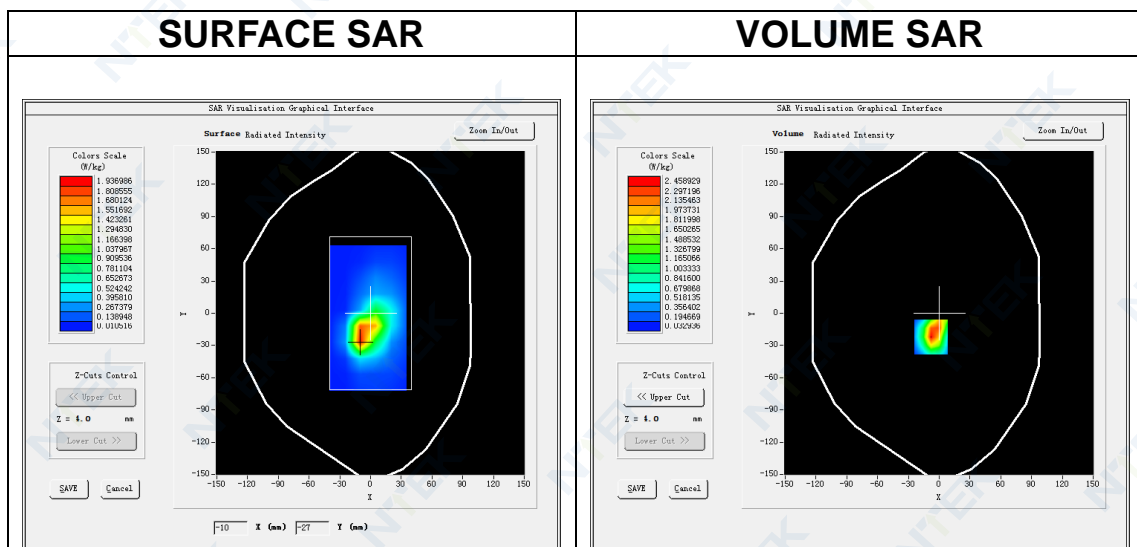 SURFACE SAR
VOLUME SAR
SAR Visualisation Graphical Interface
Surface Radiated Intensity
Zoom In/Out
Colors Scale
(W/kg)
1.936986
1.808555
1.680124
1.551692
1.423261
1.294830
1.166398
1.037967
0.909536
0.781104
0.652673
0.524242
0.395810
0.267379
0.138948
0.010516
Z-Cuts Control
<< Upper Cut
Z = 4.0 mm
Lower Cut >>
SAVE
Cancel
150
120
90
60
30
0
-30
-60
-90
-120
-150
Y
-150 -120 -90 -60 -30 0 30 60 90 120 150
X
-10 X (mm) -27 Y (mm)
SAR Visualisation Graphical Interface
Volume Radiated Intensity
Zoom In/Out
Colors Scale
(W/kg)
2.458929
2.297196
2.135463
1.973731
1.811998
1.650265
1.488532
1.326799
1.165066
1.003333
0.841600
0.679868
0.518135
0.356402
0.194669
0.032936
Z-Cuts Control
<< Upper Cut
Z = 4.0 mm
Lower Cut >>
SAVE
Cancel
150
120
90
60
30
0
-30
-60
-90
-120
-150
Y
-150 -120 -90 -60 -30 0 30 60 90 120 150
X
NTEK